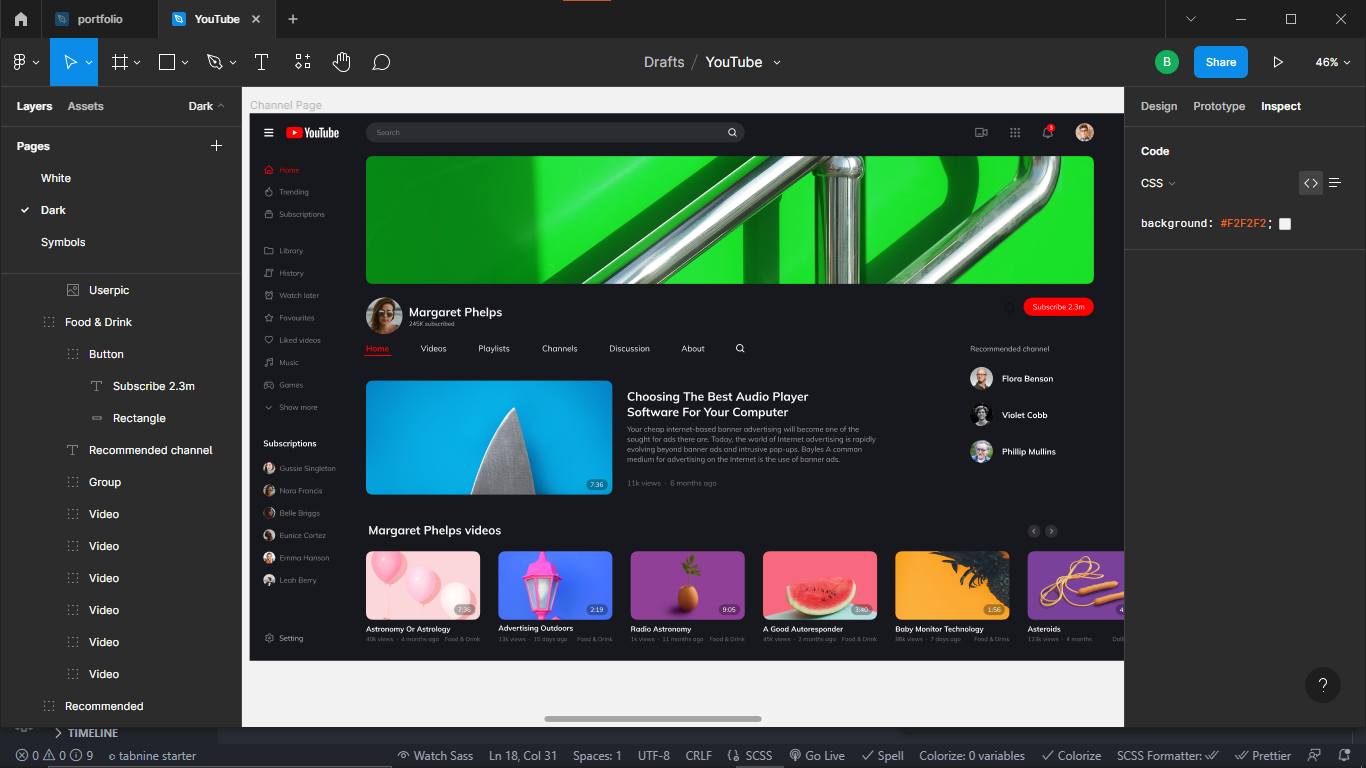 portfolio
YouTube
Drafts / YouTube
B
Share
46%
Layers
Assets
Dark
Pages
White
Dark
Symbols
Userpic
Food & Drink
Button
Subscribe 2.3m
Rectangle
Recommended channel
Group
Video
Video
Video
Video
Video
Video
Recommended
Channel Page
YouTube
Search
3
Home
Trending
Subscriptions
Library
History
Watch later
Favourites
Liked videos
Music
Games
Show more
Subscriptions
Gussie Singleton
Nora Francis
Belle Briggs
Eunice Cortez
Emma Hanson
Leah Berry
Setting
Margaret Phelps
245K subscribed
Subscribe 2.3m
Home
Videos
Playlists
Channels
Discussion
About
7:36
Choosing The Best Audio Player
Software For Your Computer
Your cheap internet-based banner advertising will become one of the
sought for ads there are. Today, the world of Internet advertising is rapidly
evolving beyond banner ads and intrusive pop-ups. Bayles A common
medium for advertising on the Internet is the use of banner ads.
11k views · 6 months ago
Recommended channel
Flora Benson
Violet Cobb
Phillip Mullins
Margaret Phelps videos
7:36
2:19
9:05
3:40
1:56
4
Astronomy Or Astrology
40k views · 4 months ago Food & Drink
Advertising Outdoors
13k views · 15 days ago Food & Drink
Radio Astronomy
1k views · 11 months ago Food & Drink
A Good Autoresponder
45k views · 2 months ago Food & Drink
Baby Monitor Technology
86k views · 7 days ago Food & Drink
Asteroids
123k views · 4 months
Design
Prototype
Inspect
Code
CSS
background: #F2F2F2;
?
TIMELINE
0 0 9
tabnine starter
Watch Sass
Ln 18, Col 31
Spaces: 1
UTF-8
CRLF
SCSS
Go Live
Spell
Colorize: 0 variables
Colorize
SCSS Formatter:
Prettier